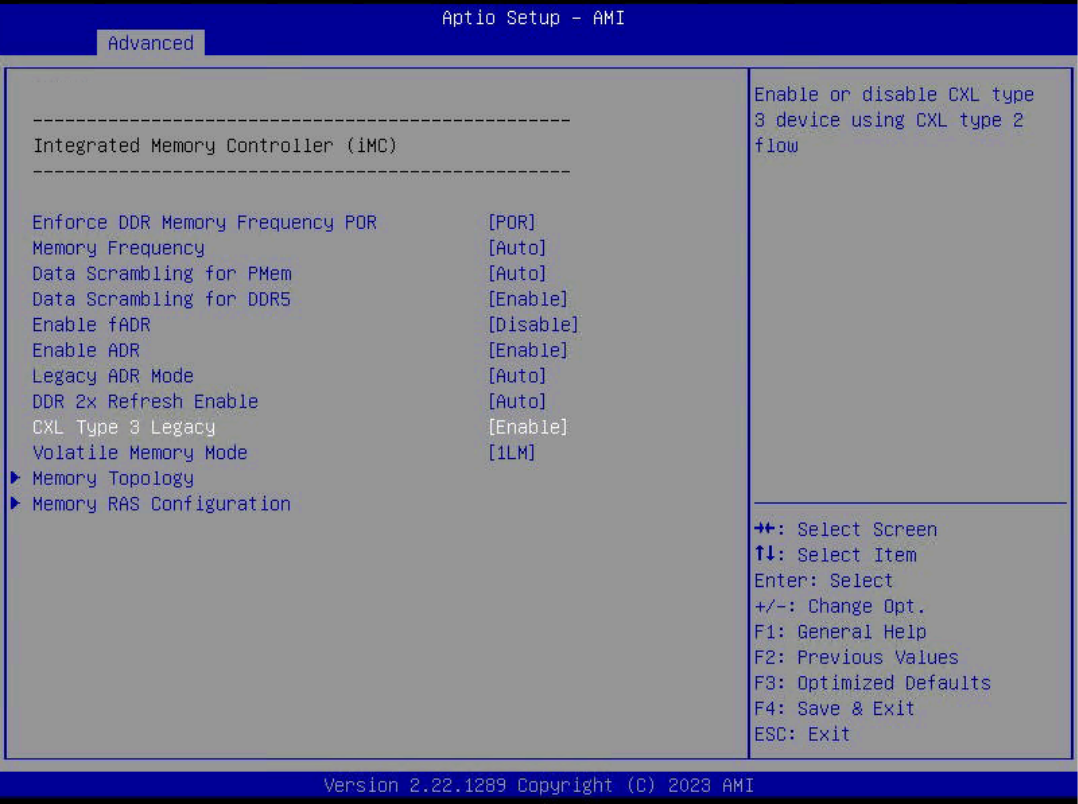 Aptio Setup - AMI
Advanced
--------------------------------------------------
Integrated Memory Controller (iMC)
--------------------------------------------------
Enforce DDR Memory Frequency POR [POR]
Memory Frequency [Auto]
Data Scrambling for PMem [Auto]
Data Scrambling for DDR5 [Enable]
Enable fADR [Disable]
Enable ADR [Enable]
Legacy ADR Mode [Auto]
DDR 2x Refresh Enable [Auto]
CXL Type 3 Legacy [Enable]
Volatile Memory Mode [1LM]
Memory Topology
Memory RAS Configuration
Enable or disable CXL type
3 device using CXL type 2
flow
→←: Select Screen
↑↓: Select Item
Enter: Select
+/-: Change Opt.
F1: General Help
F2: Previous Values
F3: Optimized Defaults
F4: Save & Exit
ESC: Exit
Version 2.22.1289 Copyright (C) 2023 AMI